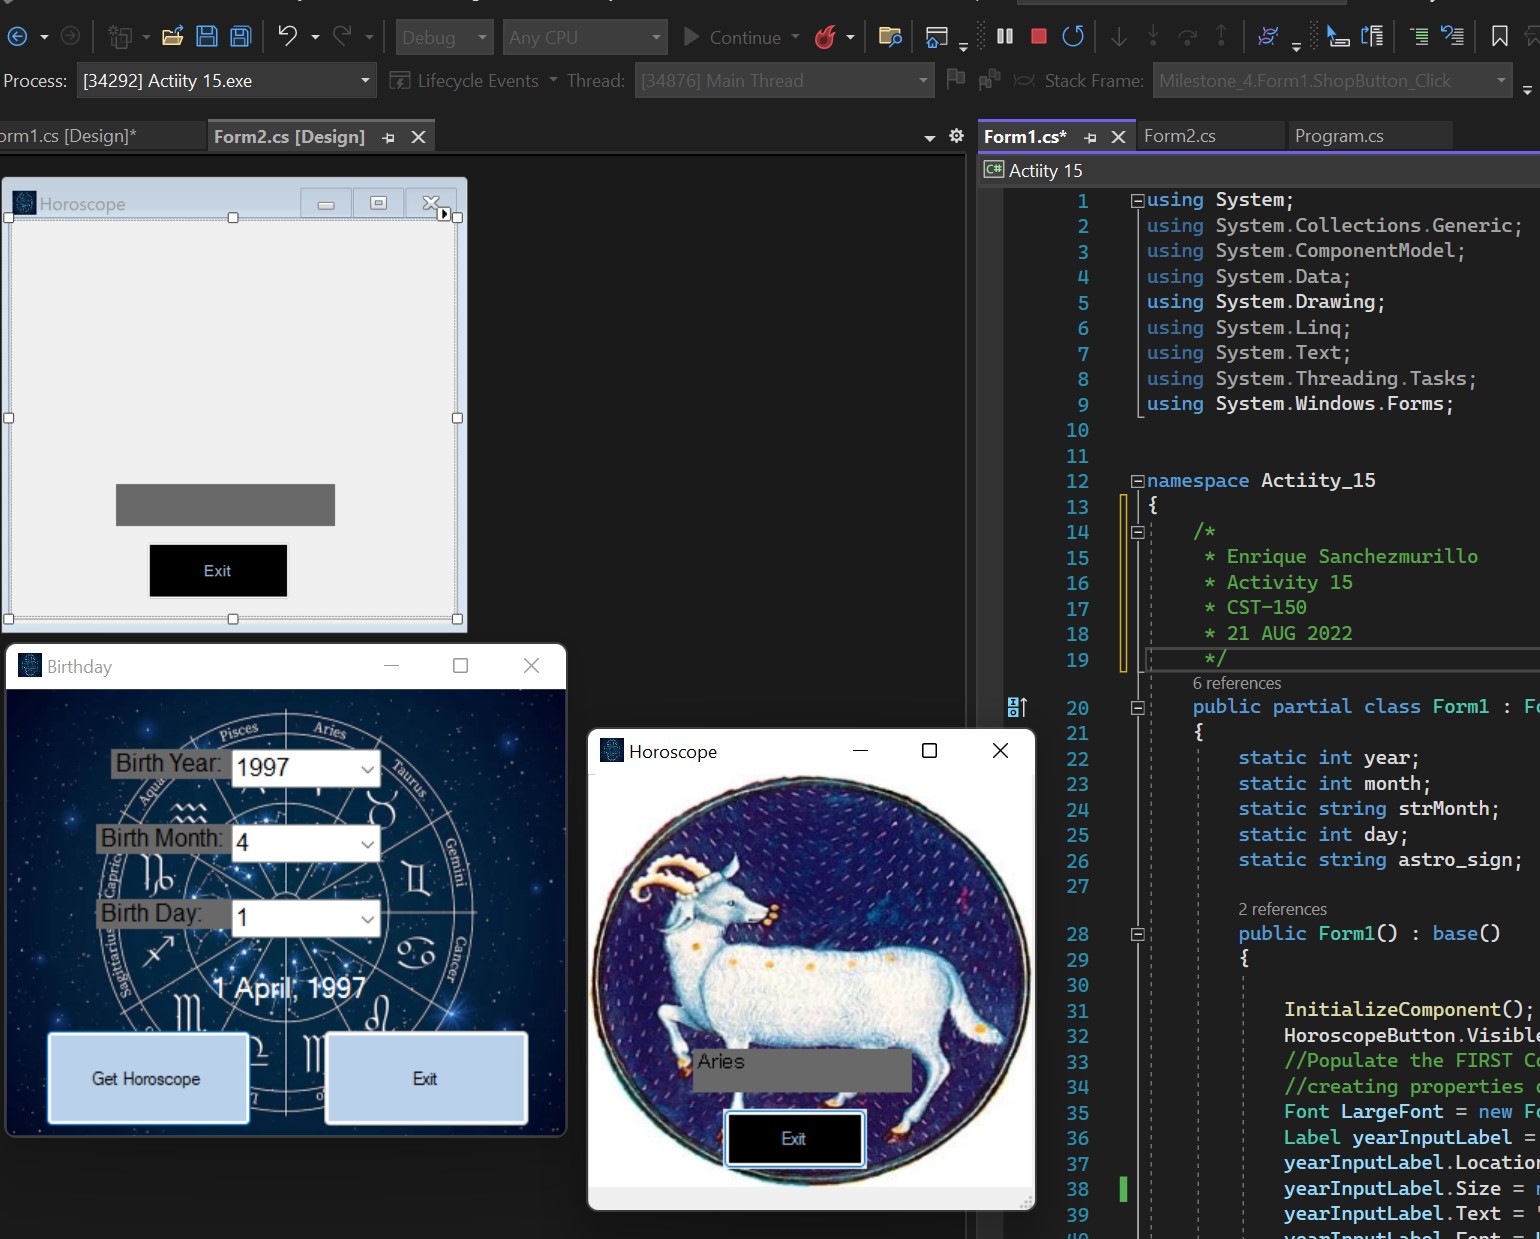 Debug
Any CPU
Continue
Process: [34292] Actiity 15.exe
Lifecycle Events
Thread: [34876] Main Thread
Stack Frame: Milestone_4.Form1.ShopButton_Click
orm1.cs [Design]*
Form2.cs [Design]
Form1.cs*
Form2.cs
Program.cs
C# Actiity 15
Horoscope
Exit
Birthday
Pisces
Aries
Taurus
Gemini
Cancer
Sagittarius
Capric
Aqua
Birth Year: 1997
Birth Month: 4
Birth Day: 1
1 April, 1997
Get Horoscope
Exit
Horoscope
Aries
Exit
1 using System;
2 using System.Collections.Generic;
3 using System.ComponentModel;
4 using System.Data;
5 using System.Drawing;
6 using System.Linq;
7 using System.Text;
8 using System.Threading.Tasks;
9 using System.Windows.Forms;
10
11
12 namespace Actiity_15
13 {
14 /*
15 * Enrique Sanchezmurillo
16 * Activity 15
17 * CST-150
18 * 21 AUG 2022
19 */
6 references
20 public partial class Form1 : Fo
21 {
22 static int year;
23 static int month;
24 static string strMonth;
25 static int day;
26 static string astro_sign;
27
2 references
28 public Form1() : base()
29 {
30
31 InitializeComponent();
32 HoroscopeButton.Visible
33 //Populate the FIRST Co
34 //creating properties o
35 Font LargeFont = new Fo
36 Label yearInputLabel =
37 yearInputLabel.Location
38 yearInputLabel.Size = n
39 yearInputLabel.Text = "